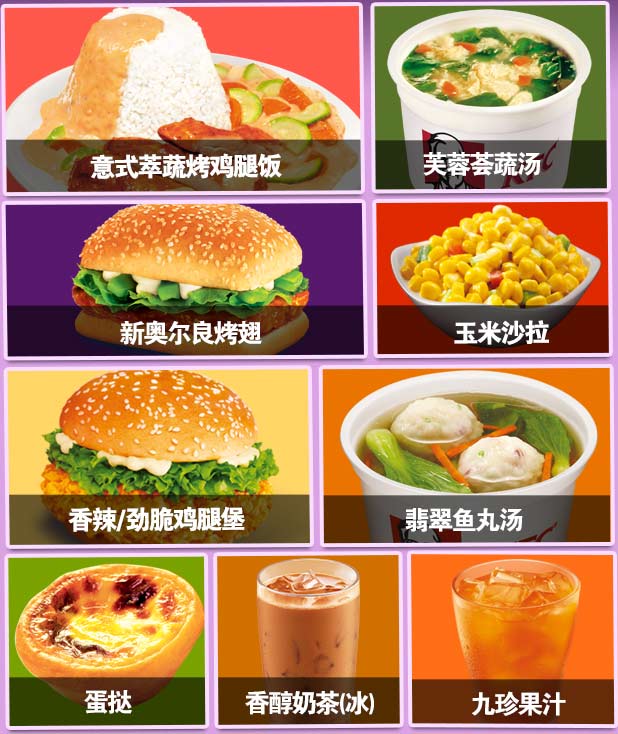 意式萃蔬烤鸡腿饭
芙蓉荟蔬汤
新奥尔良烤翅
玉米沙拉
香辣/劲脆鸡腿堡
翡翠鱼丸汤
蛋挞
香醇奶茶(冰)
九珍果汁